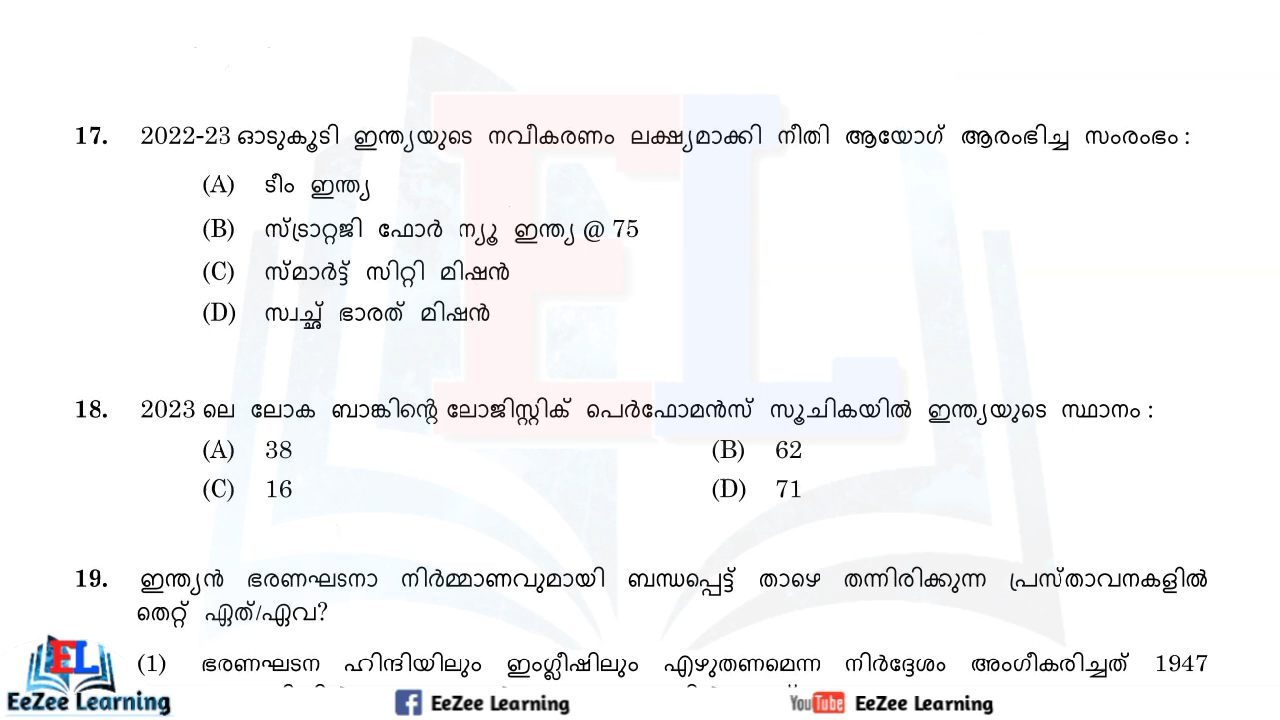 17. 2022-23 ഓടുകൂടി ഇന്ത്യയുടെ നവീകരണം ലക്ഷ്യമാക്കി നീതി ആയോഗ് ആരംഭിച്ച സംരംഭം :
(A) ടീം ഇന്ത്യ
(B) സ്ട്രാറ്റജി ഫോർ ന്യൂ ഇന്ത്യ @ 75
(C) സ്മാർട്ട് സിറ്റി മിഷൻ
(D) സ്വച്ഛ് ഭാരത് മിഷൻ
18. 2023 ലെ ലോക ബാങ്കിന്റെ ലോജിസ്റ്റിക് പെർഫോമൻസ് സൂചികയിൽ ഇന്ത്യയുടെ സ്ഥാനം :
(A) 38 (B) 62
(C) 16 (D) 71
19. ഇന്ത്യൻ ഭരണഘടനാ നിർമ്മാണവുമായി ബന്ധപ്പെട്ട് താഴെ തന്നിരിക്കുന്ന പ്രസ്താവനകളിൽ
തെറ്റ് ഏത്/ഏവ?
(1) ഭരണഘടന ഹിന്ദിയിലും ഇംഗ്ലീഷിലും എഴുതണമെന്ന നിർദ്ദേശം അംഗീകരിച്ചത് 1947
EL
EeZee Learning
EeZee Learning
YouTube EeZee Learning